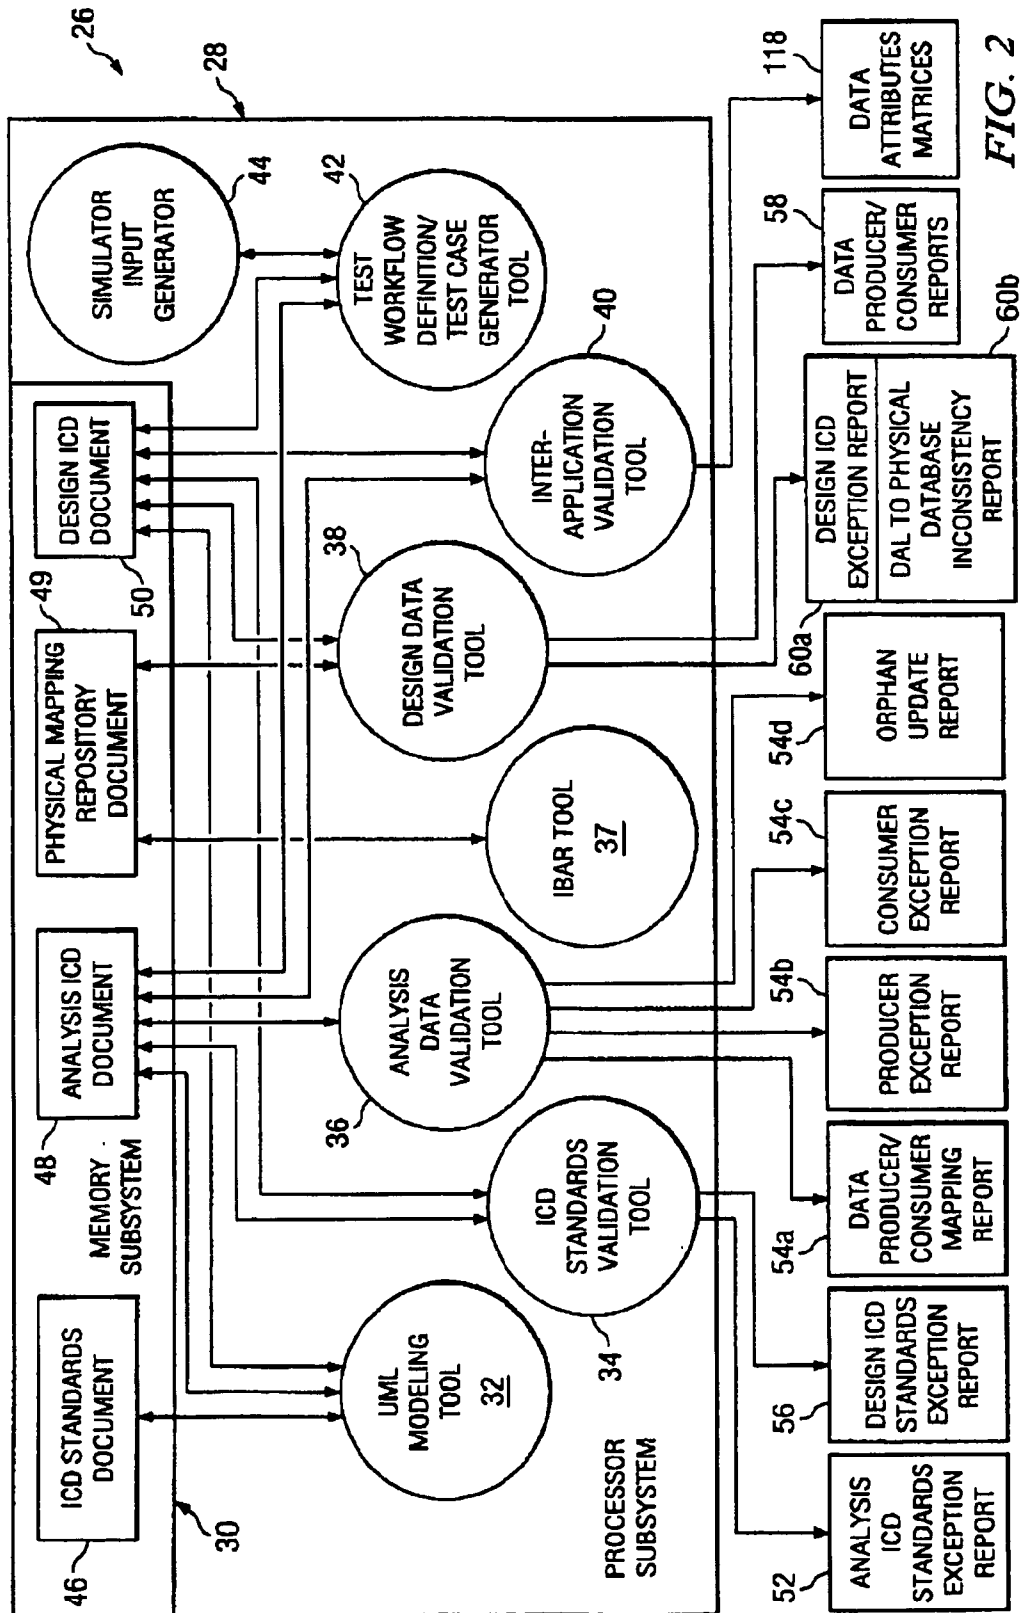 26
28
SIMULATOR
INPUT
GENERATOR
44
TEST
WORKFLOW
DEFINITION/
TEST CASE
GENERATOR
TOOL
42
ICD STANDARDS
DOCUMENT
46
30
MEMORY
SUBSYSTEM
ANALYSIS ICD
DOCUMENT
48
PHYSICAL MAPPING
REPOSITORY
DOCUMENT
49
DESIGN ICD
DOCUMENT
50
UML
MODELING
TOOL
32
ICD
STANDARDS
VALIDATION
TOOL
34
ANALYSIS
DATA
VALIDATION
TOOL
36
IBAR TOOL
37
DESIGN DATA
VALIDATION
TOOL
38
INTER-
APPLICATION
VALIDATION
TOOL
40
PROCESSOR
SUBSYSTEM
52
ANALYSIS
ICD
STANDARDS
EXCEPTION
REPORT
56
DESIGN ICD
STANDARDS
EXCEPTION
REPORT
54a
DATA
PRODUCER/
CONSUMER
MAPPING
REPORT
54b
PRODUCER
EXCEPTION
REPORT
54c
CONSUMER
EXCEPTION
REPORT
54d
ORPHAN
UPDATE
REPORT
60a
DESIGN ICD
EXCEPTION REPORT
DAL TO PHYSICAL
DATABASE
INCONSISTENCY
REPORT
60b
58
DATA
PRODUCER/
CONSUMER
REPORTS
118
DATA
ATTRIBUTES
MATRICES
FIG. 2